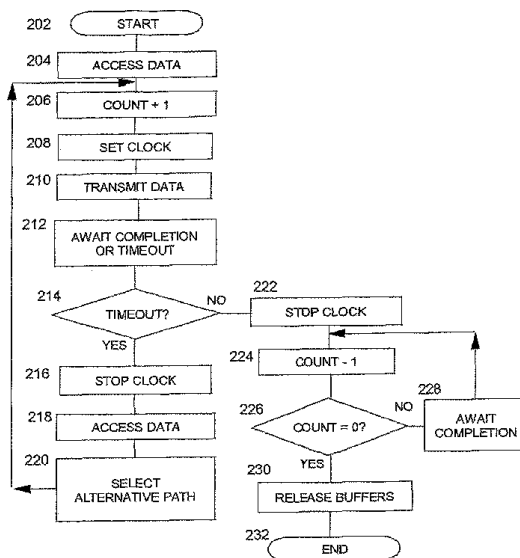 202
START
204
ACCESS DATA
206
COUNT + 1
208
SET CLOCK
210
TRANSMIT DATA
212
AWAIT COMPLETION
OR TIMEOUT
214
TIMEOUT?
NO
YES
216
STOP CLOCK
218
ACCESS DATA
220
SELECT
ALTERNATIVE PATH
222
STOP CLOCK
224
COUNT - 1
226
COUNT = 0?
NO
YES
228
AWAIT
COMPLETION
230
RELEASE BUFFERS
232
END